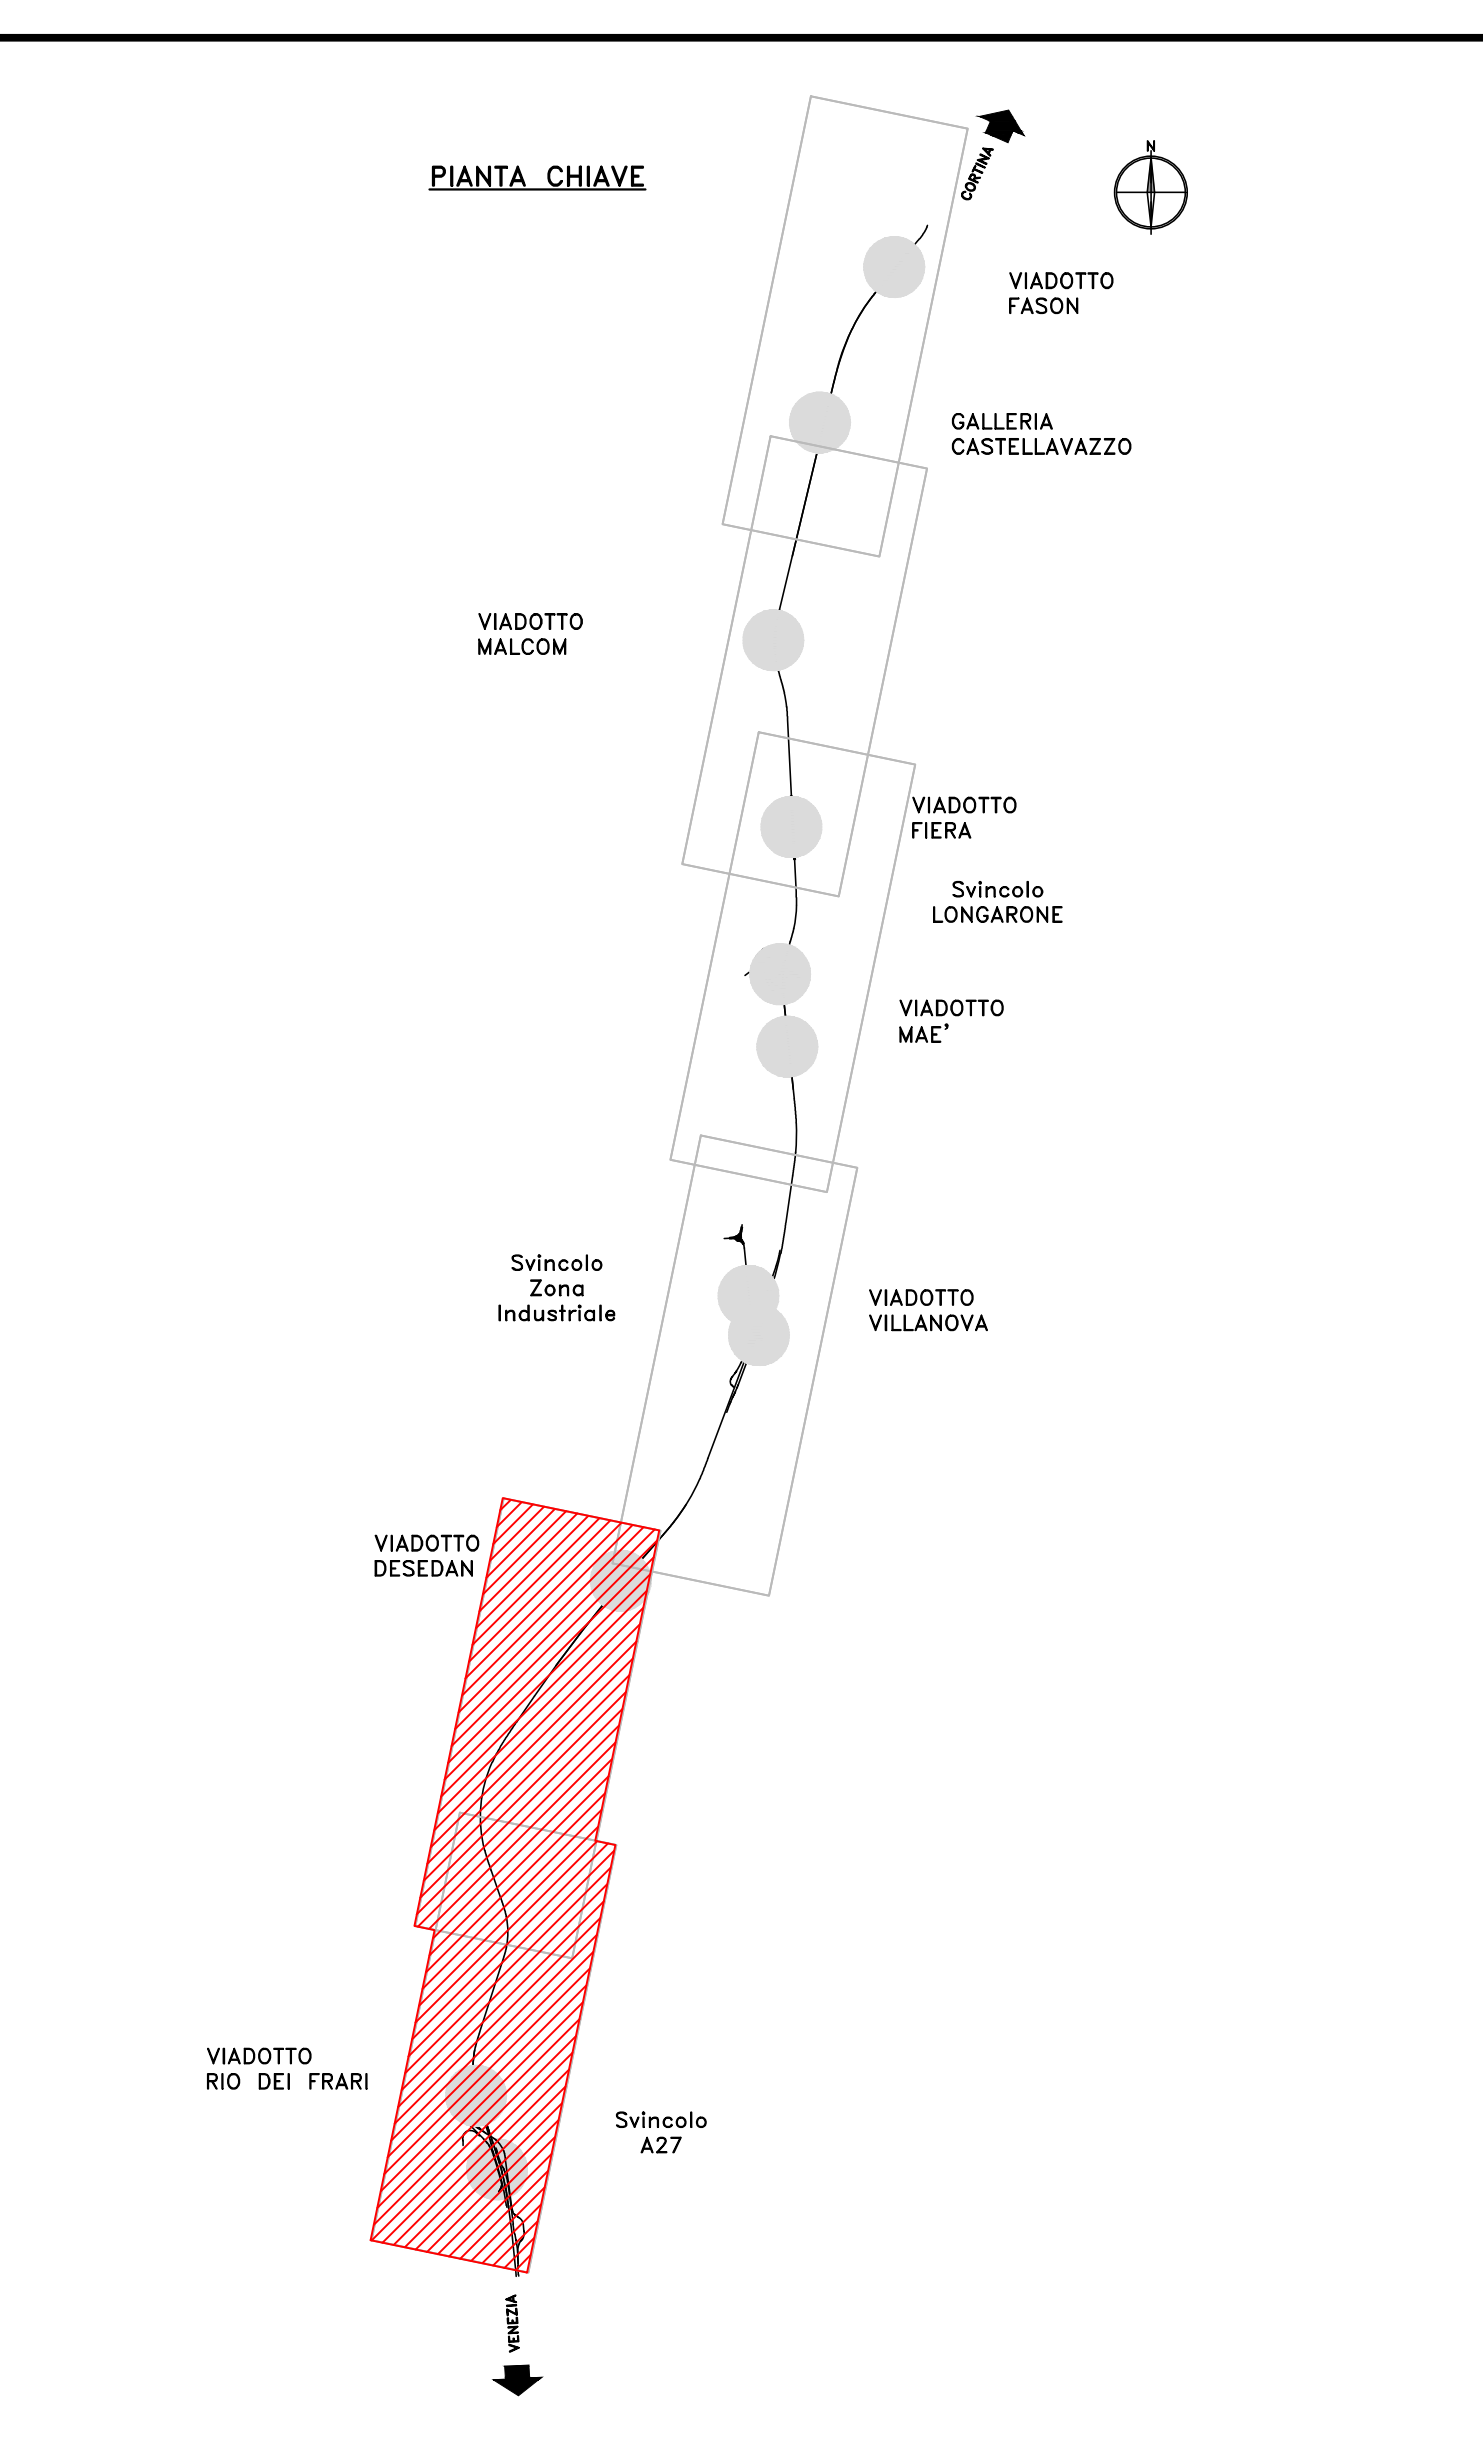 PIANTA CHIAVE
CORTINA
N
VIADOTTO
FASON
GALLERIA
CASTELLAVAZZO
VIADOTTO
MALCOM
VIADOTTO
FIERA
Svincolo
LONGARONE
VIADOTTO
MAE'
Svincolo
Zona
Industriale
VIADOTTO
VILLANOVA
VIADOTTO
DESEDAN
VIADOTTO
RIO DEI FRARI
Svincolo
A27
VENEZIA